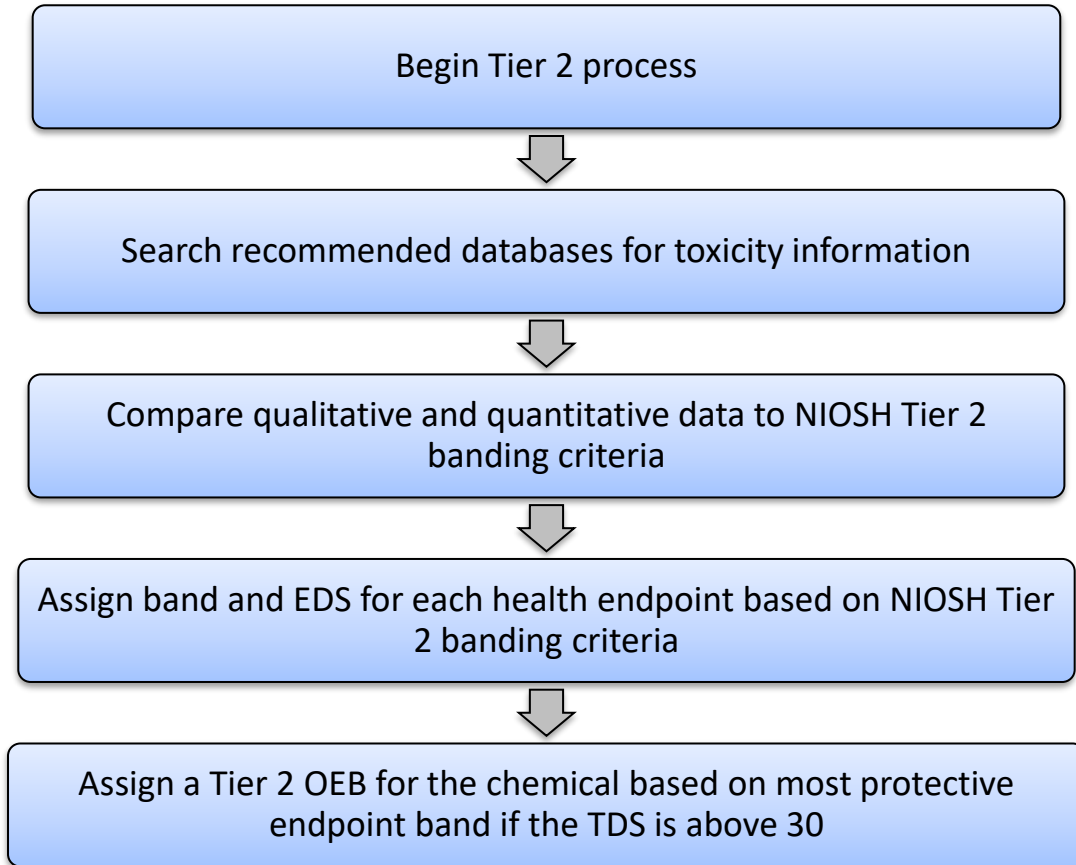 Begin Tier 2 process
Search recommended databases for toxicity information
Compare qualitative and quantitative data to NIOSH Tier 2
banding criteria
Assign band and EDS for each health endpoint based on NIOSH Tier
2 banding criteria
Assign a Tier 2 OEB for the chemical based on most protective
endpoint band if the TDS is above 30